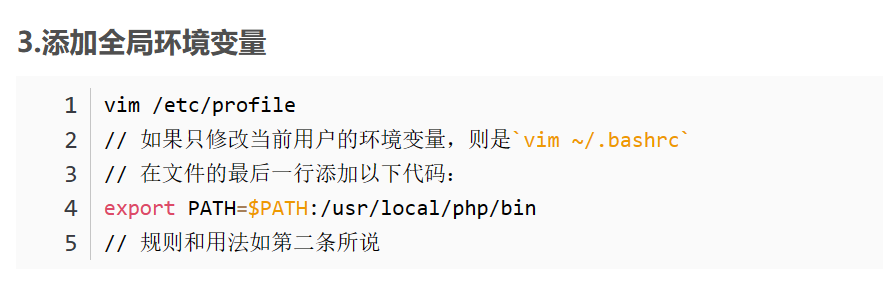 3.添加全局环境变量
1 vim /etc/profile
2 // 如果只修改当前用户的环境变量，则是`vim ~/.bashrc`
3 // 在文件的最后一行添加以下代码：
4 export PATH=$PATH:/usr/local/php/bin
5 // 规则和用法如第二条所说